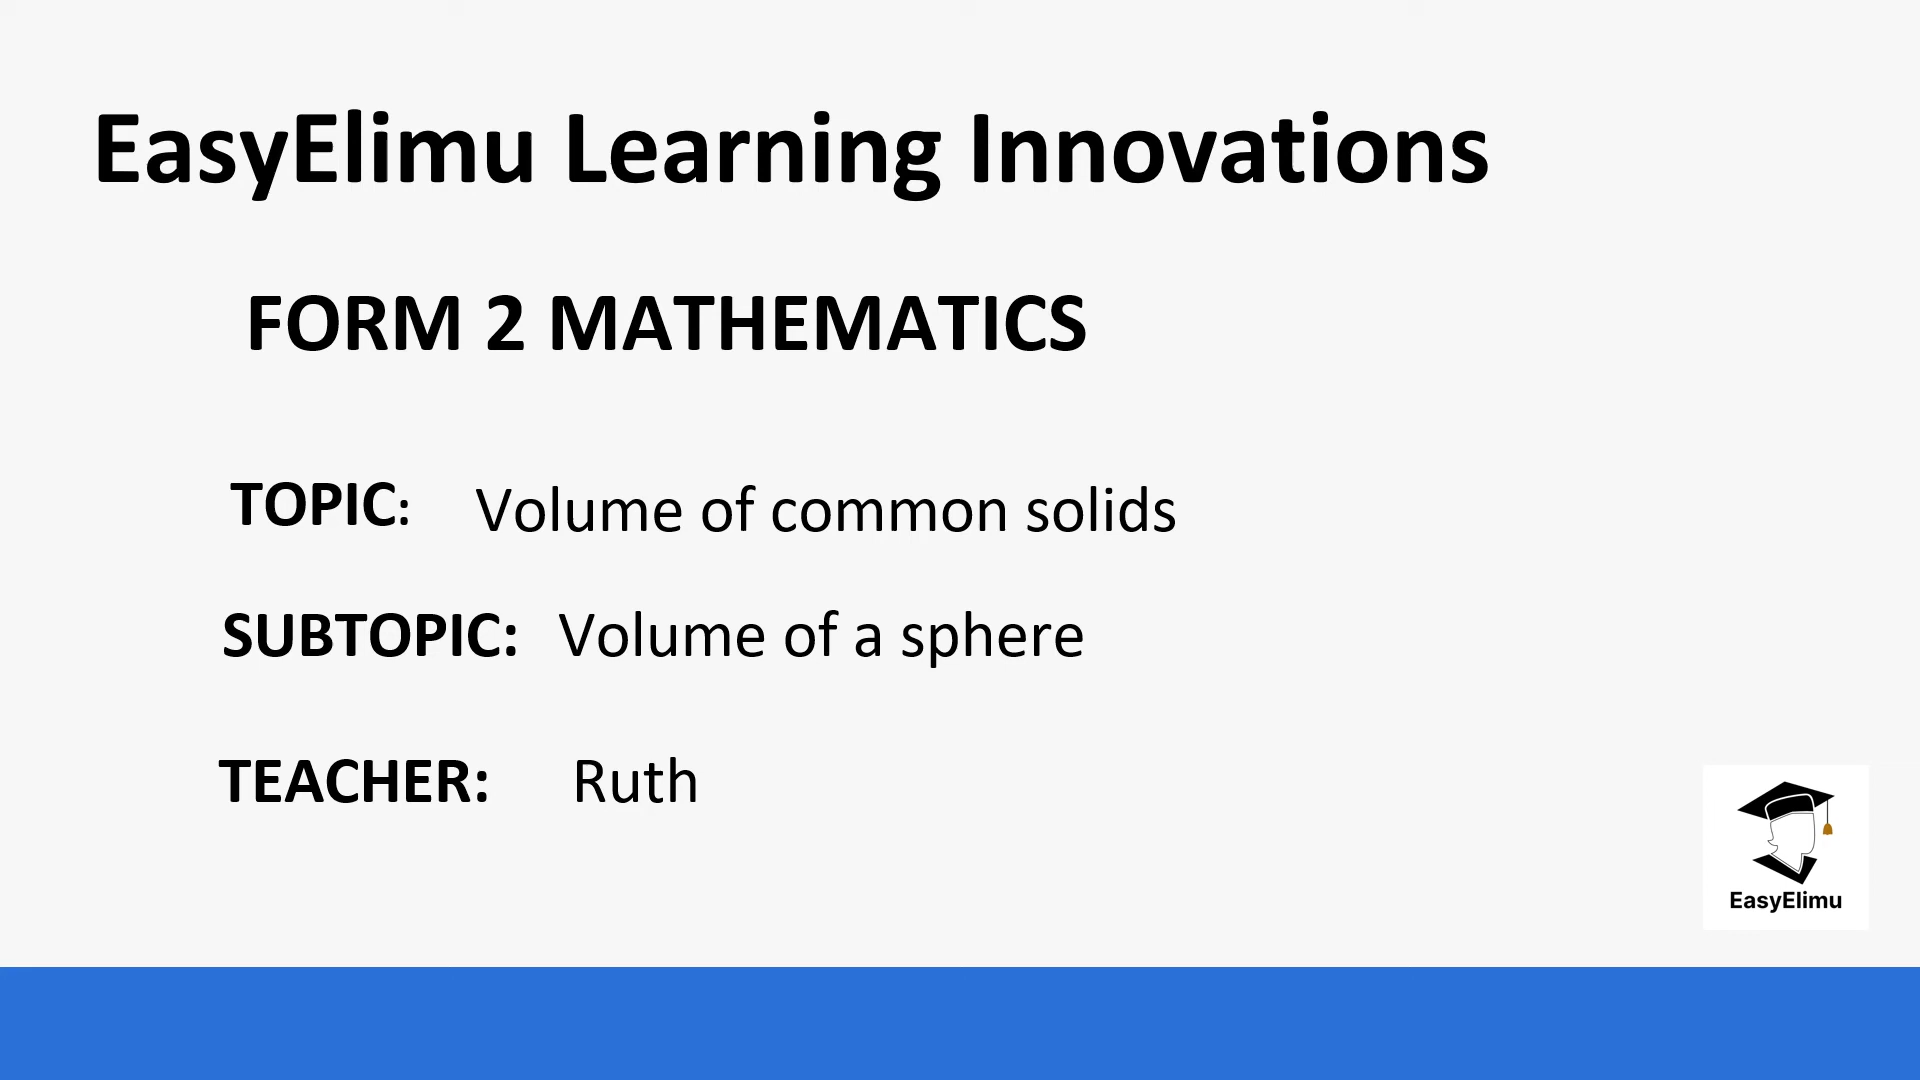 EasyElimu Learning Innovations
FORM 2 MATHEMATICS
TOPIC: Volume of common solids
SUBTOPIC: Volume of a sphere
TEACHER: Ruth
EasyElimu